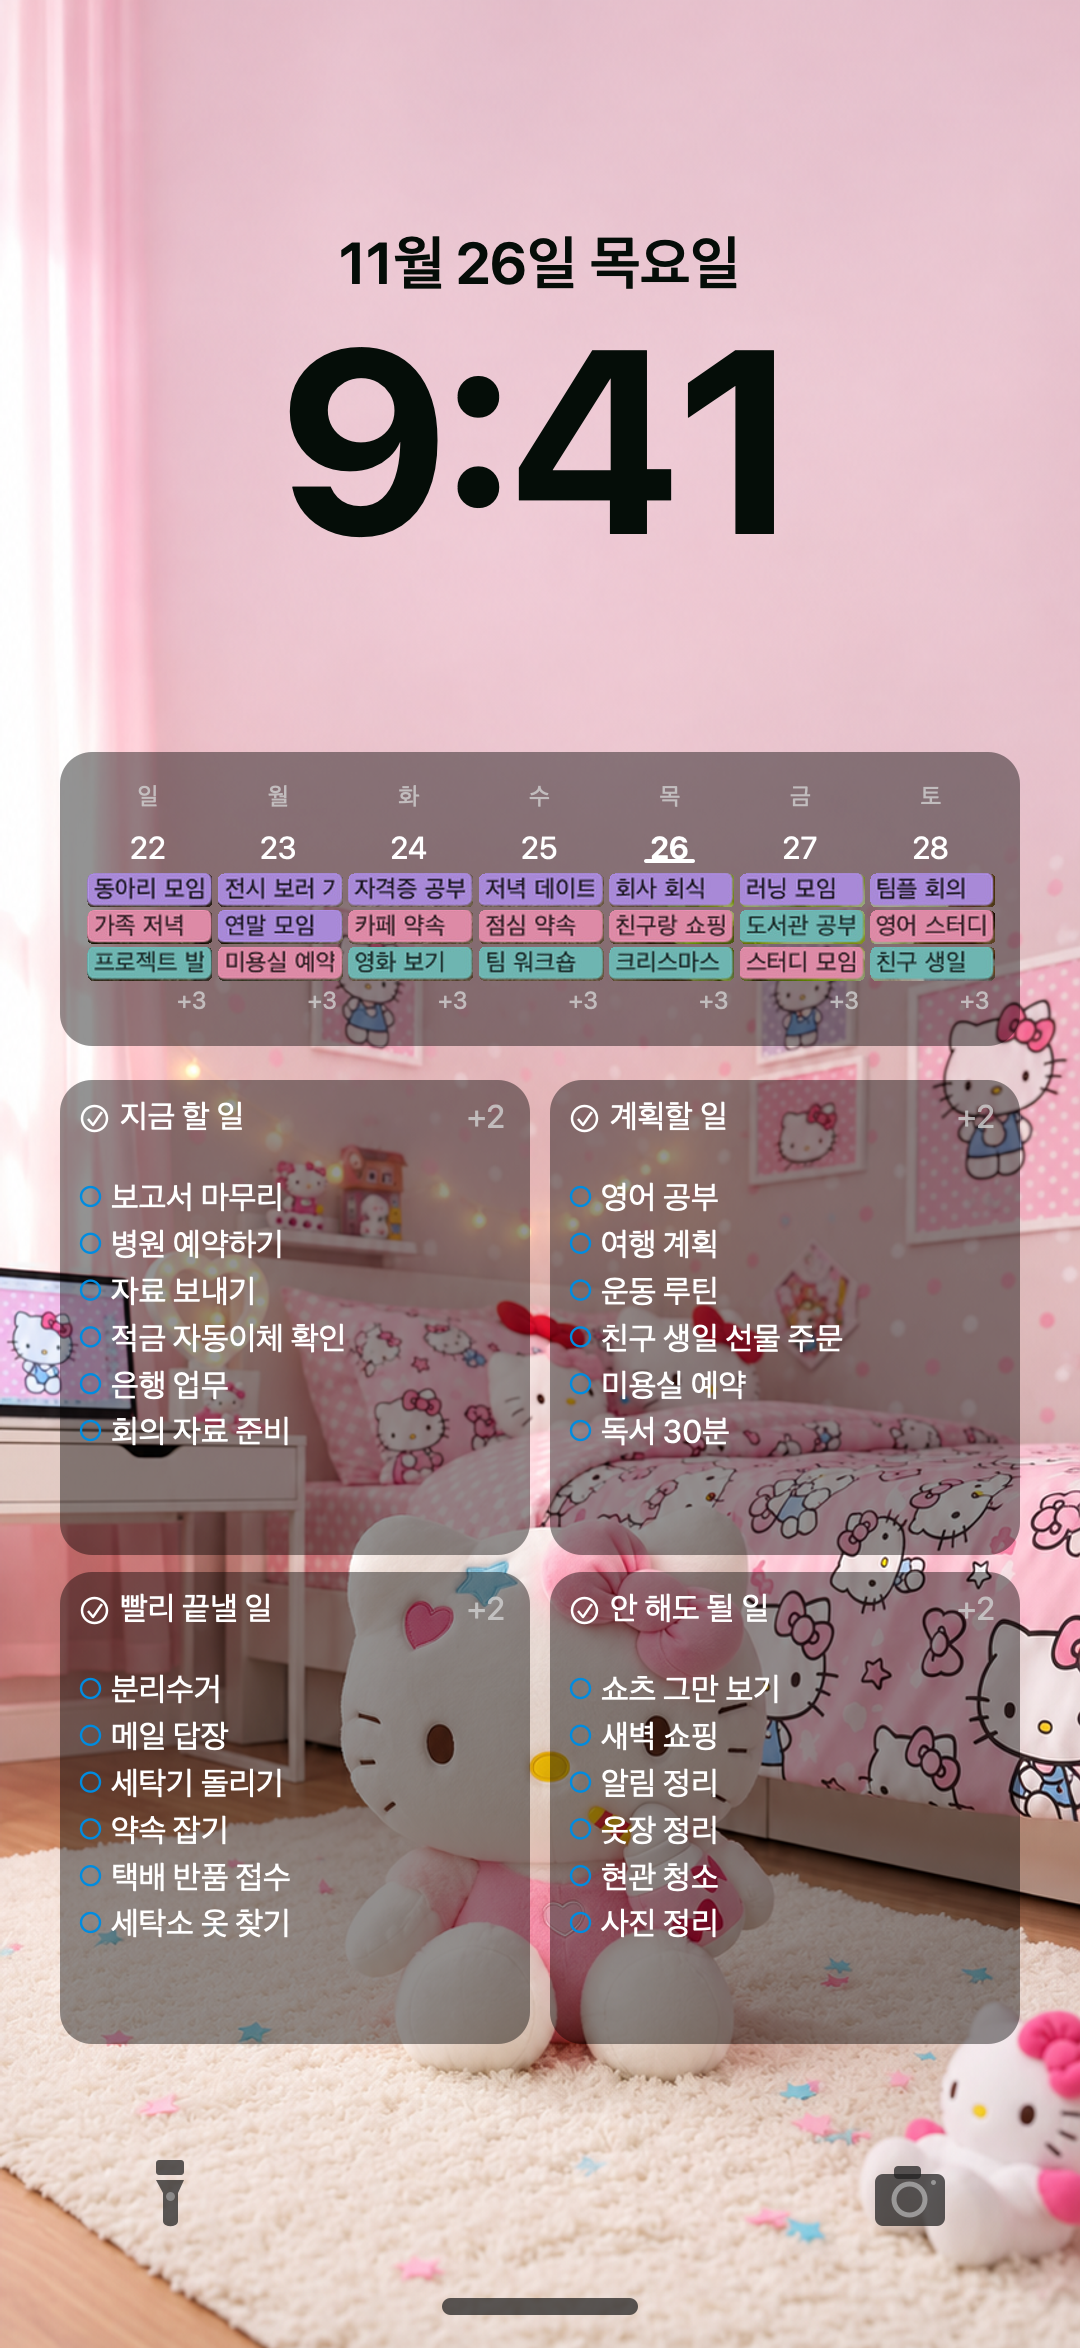 11월 26일 목요일
9:41
일 월 화 수 목 금 토
22 23 24 25 26 27 28
동아리 모임 전시 보러 기 자격증 공부 저녁 데이트 회사 회식 러닝 모임 팀플 회의
가족 저녁 연말 모임 카페 약속 점심 약속 친구랑 쇼핑 도서관 공부 영어 스터디
프로젝트 발 미용실 예약 영화 보기 팀 워크숍 크리스마스 스터디 모임 친구 생일
+3 +3 +3 +3 +3 +3 +3
지금 할 일 +2
보고서 마무리
병원 예약하기
자료 보내기
적금 자동이체 확인
은행 업무
회의 자료 준비
계획할 일 +2
영어 공부
여행 계획
운동 루틴
친구 생일 선물 주문
미용실 예약
독서 30분
빨리 끝낼 일 +2
분리수거
메일 답장
세탁기 돌리기
약속 잡기
택배 반품 접수
세탁소 옷 찾기
안 해도 될 일 +2
쇼츠 그만 보기
새벽 쇼핑
알림 정리
옷장 정리
현관 청소
사진 정리